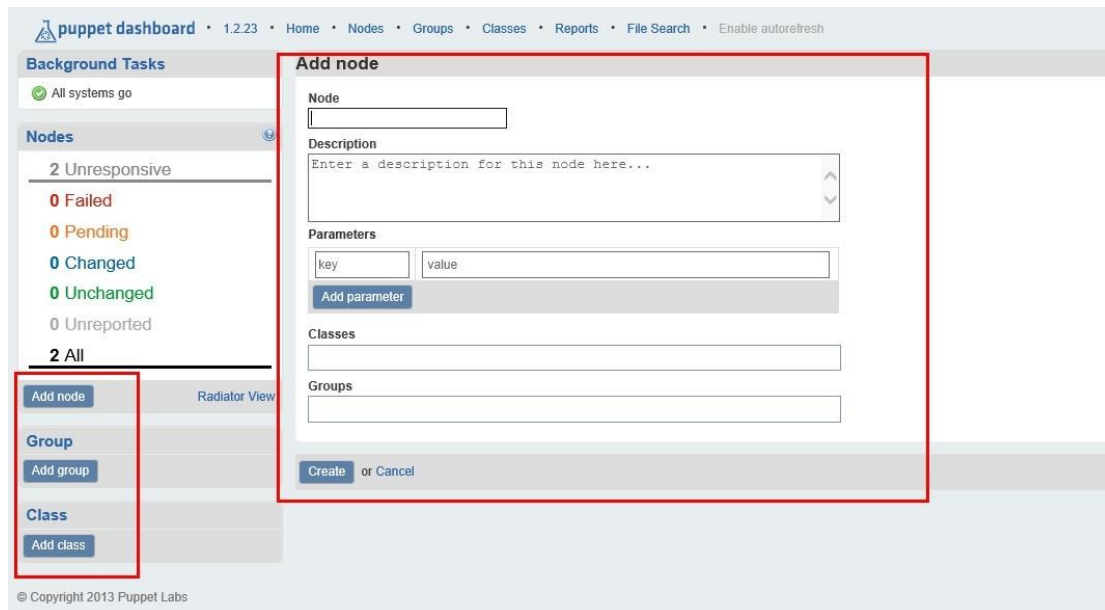 puppet dashboard • 1.2.23 • Home • Nodes • Groups • Classes • Reports • File Search • Enable autorefresh
Background Tasks
All systems go
Nodes
2 Unresponsive
0 Failed
0 Pending
0 Changed
0 Unchanged
0 Unreported
2 All
Add node Radiator View
Group
Add group
Class
Add class
Add node
Node
Description
Enter a description for this node here...
Parameters
key value
Add parameter
Classes
Groups
Create or Cancel
© Copyright 2013 Puppet Labs